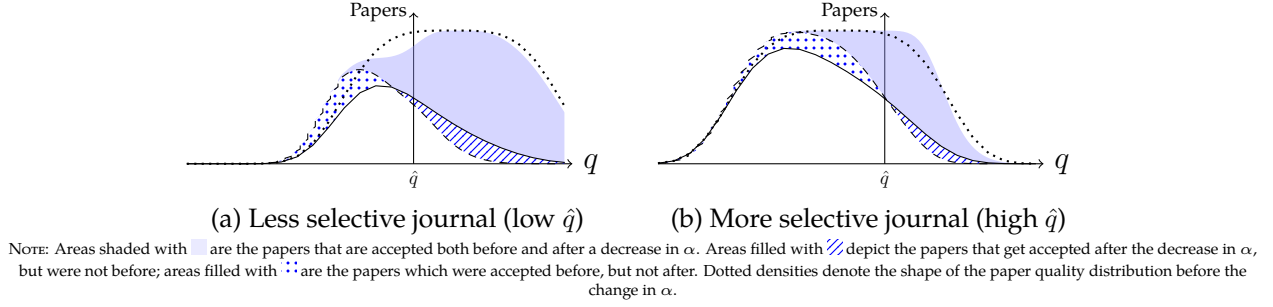 Papers
q
q̂
Papers
q
q̂
(a) Less selective journal (low q̂)
(b) More selective journal (high q̂)
NOTE: Areas shaded with are the papers that are accepted both before and after a decrease in α. Areas filled with depict the papers that get accepted after the decrease in α,
but were not before; areas filled with are the papers which were accepted before, but not after. Dotted densities denote the shape of the paper quality distribution before the
change in α.